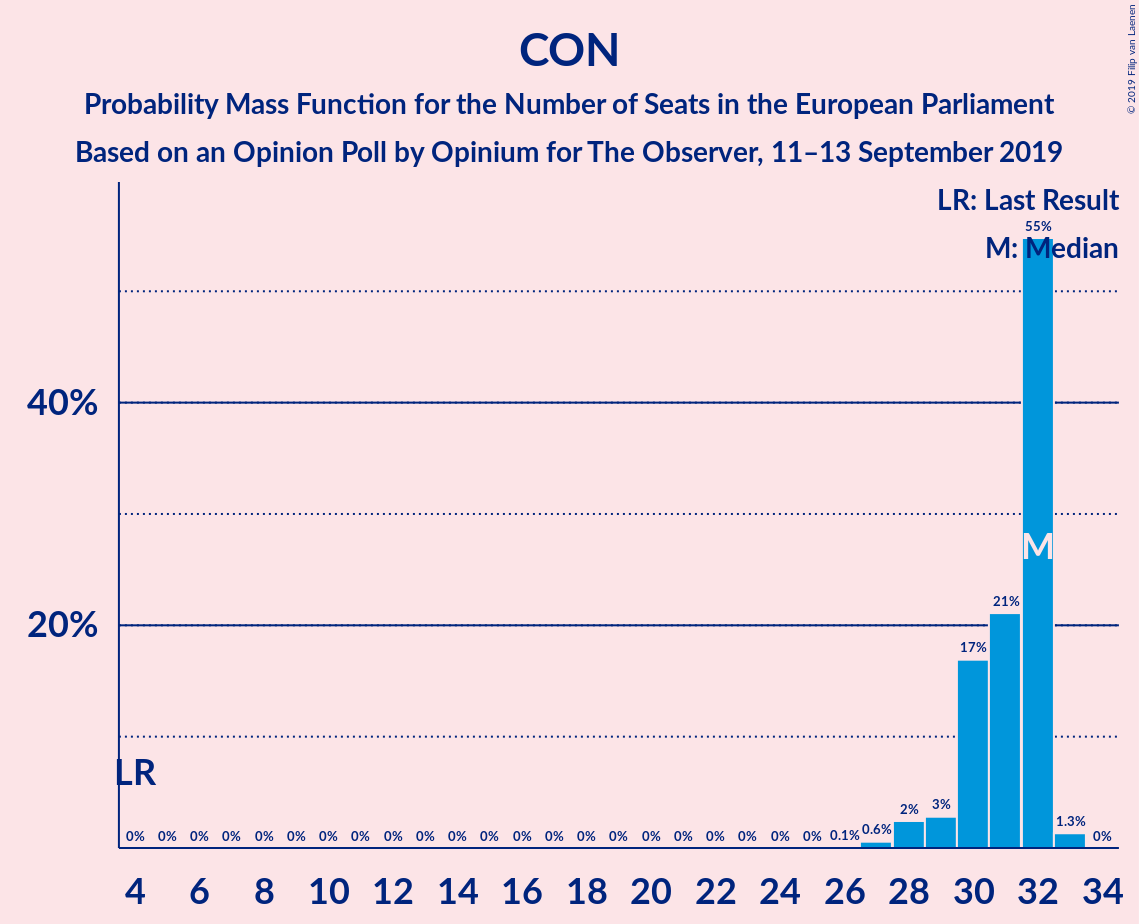 CON
Probability Mass Function for the Number of Seats in the European Parliament
Based on an Opinion Poll by Opinium for The Observer, 11–13 September 2019
© 2019 Filip van Laenen
LR: Last Result
M: Median
55%
40%
M
21%
20%
17%
LR
0% 0% 0% 0% 0% 0% 0% 0% 0% 0% 0% 0% 0% 0% 0% 0% 0% 0% 0% 0% 0% 0% 0.1% 0.6% 2% 3% 1.3% 0%
4 6 8 10 12 14 16 18 20 22 24 26 28 30 32 34